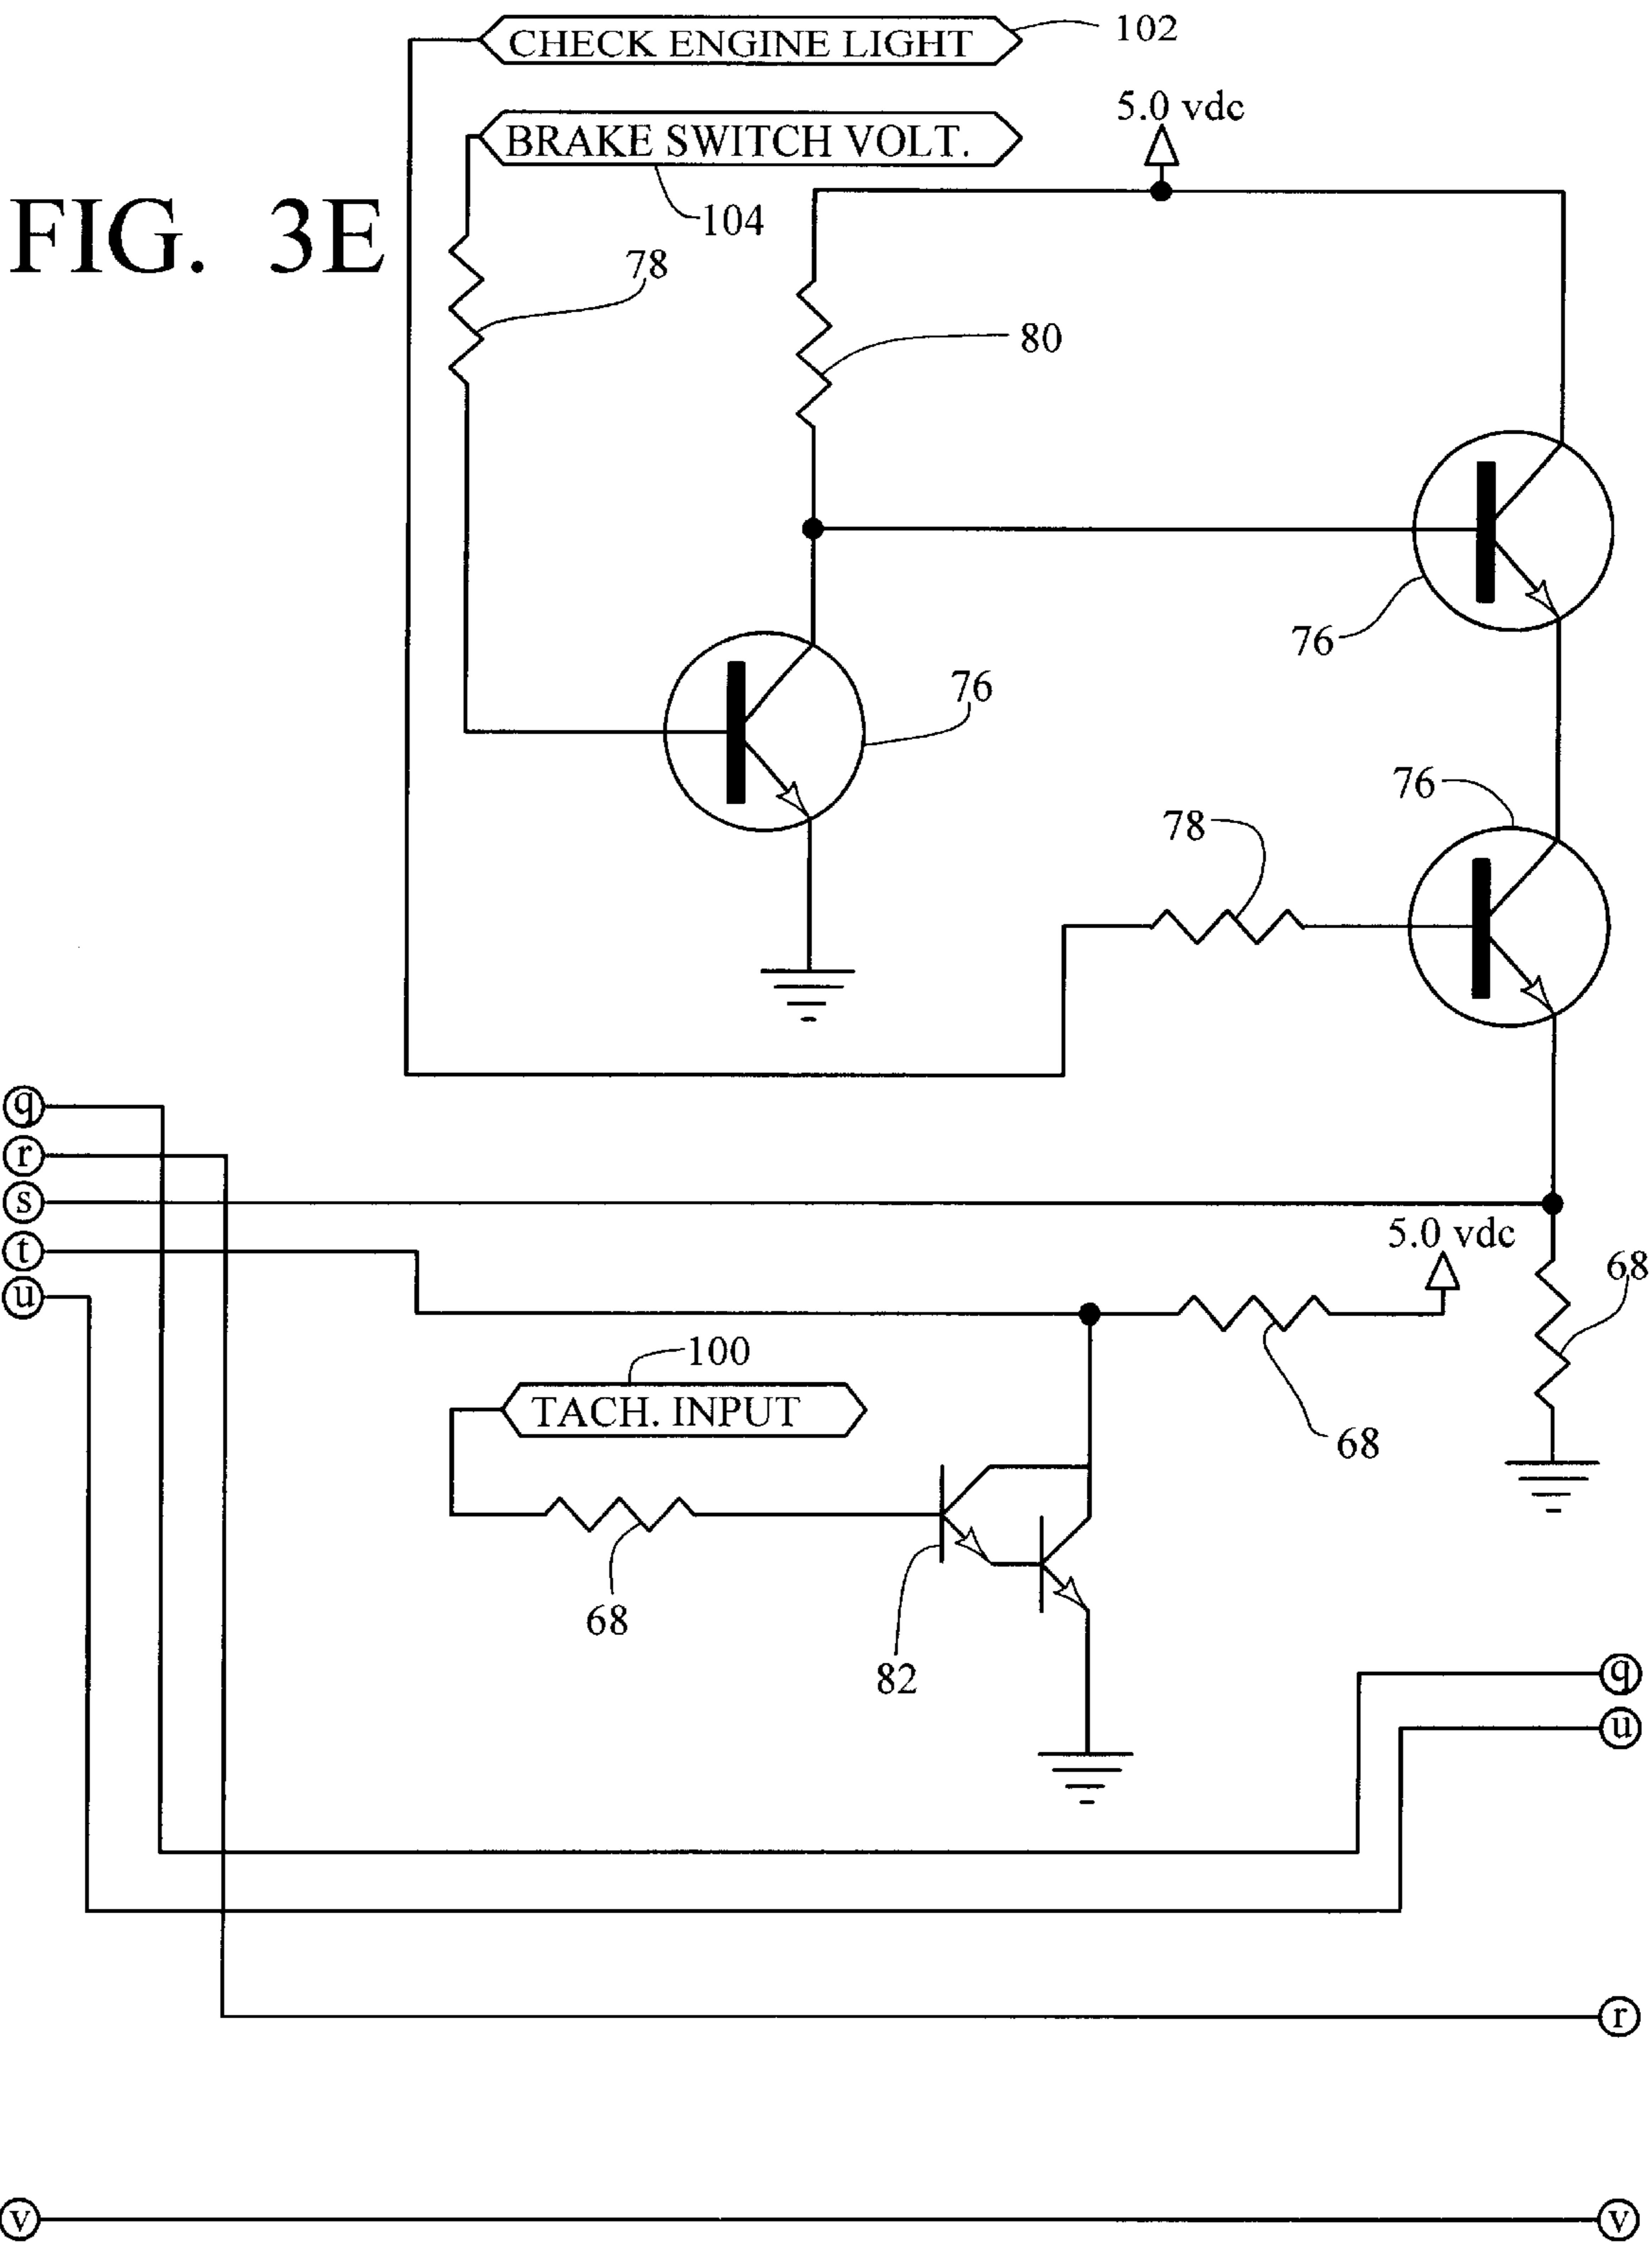 CHECK ENGINE LIGHT
102
BRAKE SWITCH VOLT.
104
5.0 vdc
FIG. 3E
78
80
76
76
76
78
q
r
s
t
u
5.0 vdc
68
100
TACH. INPUT
68
68
82
q
u
r
v
v